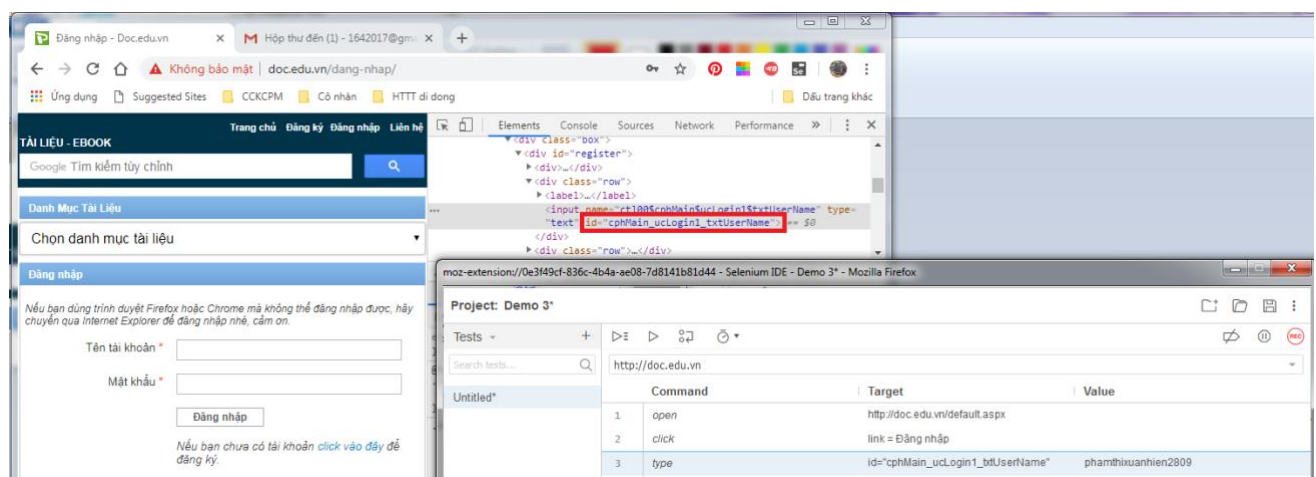 Đăng nhập - Doc.edu.vn
Hộp thư đến (1) - 1642017@gm
Không bảo mật | doc.edu.vn/dang-nhap/
Ứng dụng Suggested Sites CCKCPM Cô nhân HTTT di dong Dấu trang khác
Trang chủ Đăng ký Đăng nhập Liên hệ
TÀI LIỆU - EBOOK
Google Tìm kiếm tùy chỉnh
Danh Mục Tài Liệu
Chọn danh mục tài liệu
Đăng nhập
Nếu bạn dùng trình duyệt Firefox hoặc Chrome mà không thể đăng nhập được, hãy
chuyển qua Internet Explorer để đăng nhập nhé, cảm ơn.
Tên tài khoản *
Mật khẩu *
Đăng nhập
Nếu bạn chưa có tài khoản click vào đây để
đăng ký.
Elements Console Sources Network Performance »
▼<div class="box">
▼<div id="register">
▶<div>…</div>
▼<div class="row">
▶<label>…</label>
<input name="ctl00$cphMain$ucLogin1$txtUserName" type=
"text" id="cphMain_ucLogin1_txtUserName"> == $0
</div>
▶<div class="row">…</div>
moz-extension://0e3f49cf-836c-4b4a-ae08-7d8141b81d44 - Selenium IDE - Demo 3* - Mozilla Firefox
Project: Demo 3*
Tests
Search tests...
Untitled*
REC
http://doc.edu.vn
Command Target Value
1 open http://doc.edu.vn/default.aspx
2 click link = Đăng nhập
3 type id="cphMain_ucLogin1_txtUserName" phamthixuanhien2809